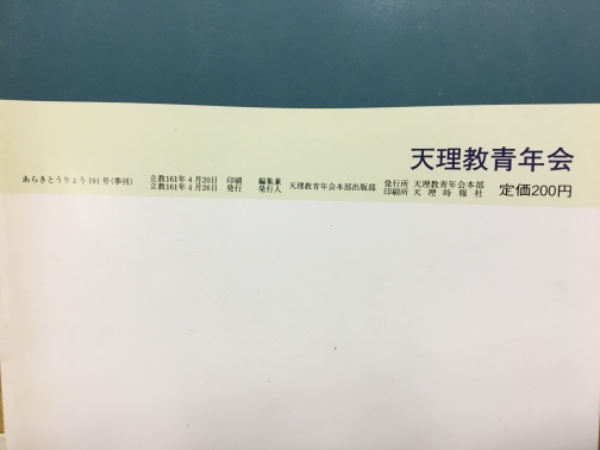 天理教青年会
あらきとうりょう191号(季刊) 立教161年4月20日 印刷 編集兼 天理教青年会本部出版部 発行所 天理教青年会本部 定価200円
立教161年4月26日 発行 発行人 印刷所 天理時報社